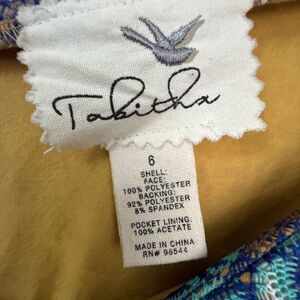 Tabitha
6
SHELL:
FACE:
100% POLYESTER
BACKING:
92% POLYESTER
8% SPANDEX
POCKET LINING:
100% ACETATE
MADE IN CHINA
RN# 96544